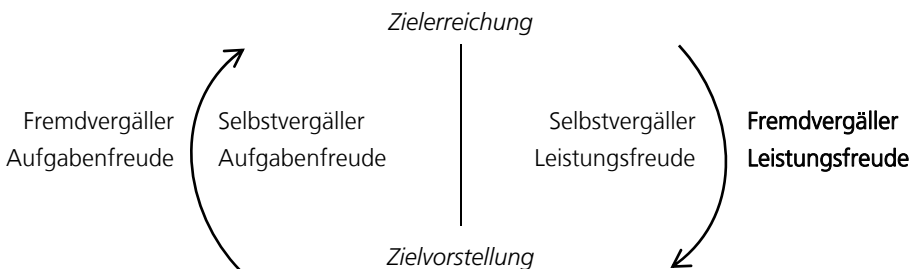 Zielerreichung
Fremdvergäller
Aufgabenfreude
Selbstvergäller
Aufgabenfreude
Selbstvergäller
Leistungsfreude
Fremdvergäller
Leistungsfreude
Zielvorstellung